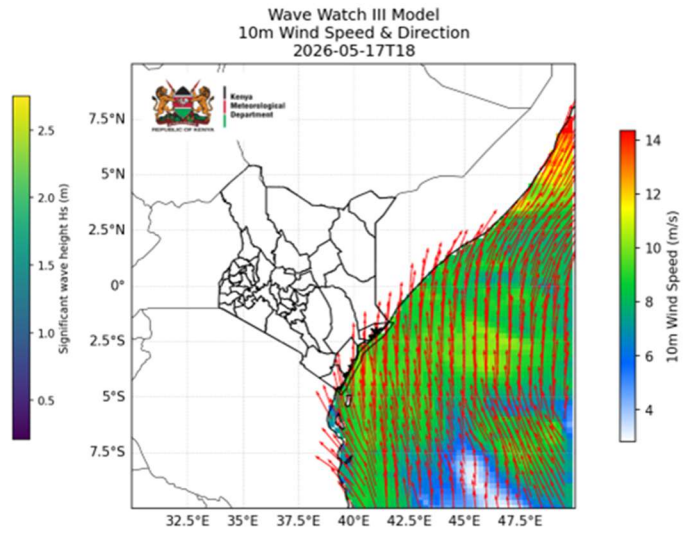 Wave Watch III Model
10m Wind Speed & Direction
2026-05-17T18
Kenya
Meteorological
Department
REPUBLIC OF KENYA
2.5
2.0
1.5
1.0
0.5
Significant wave height Hs (m)
7.5°N
5°N
2.5°N
0°
2.5°S
5°S
7.5°S
32.5°E 35°E 37.5°E 40°E 42.5°E 45°E 47.5°E
14
12
10
8
6
4
10m Wind Speed (m/s)